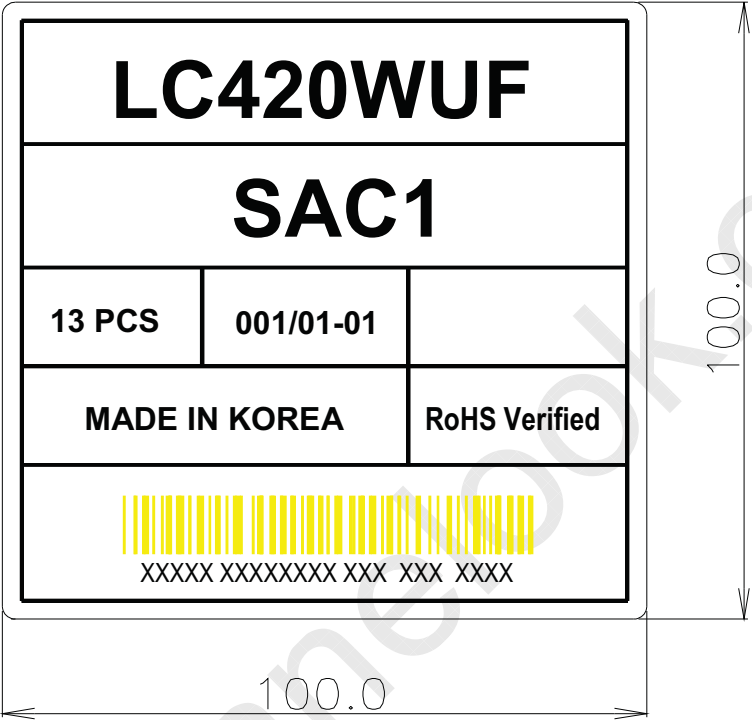 LC420WUF
SAC1
13 PCS 001/01-01
MADE IN KOREA RoHS Verified
XXXXX XXXXXXXX XXX XXX XXXX
100.0
100.0